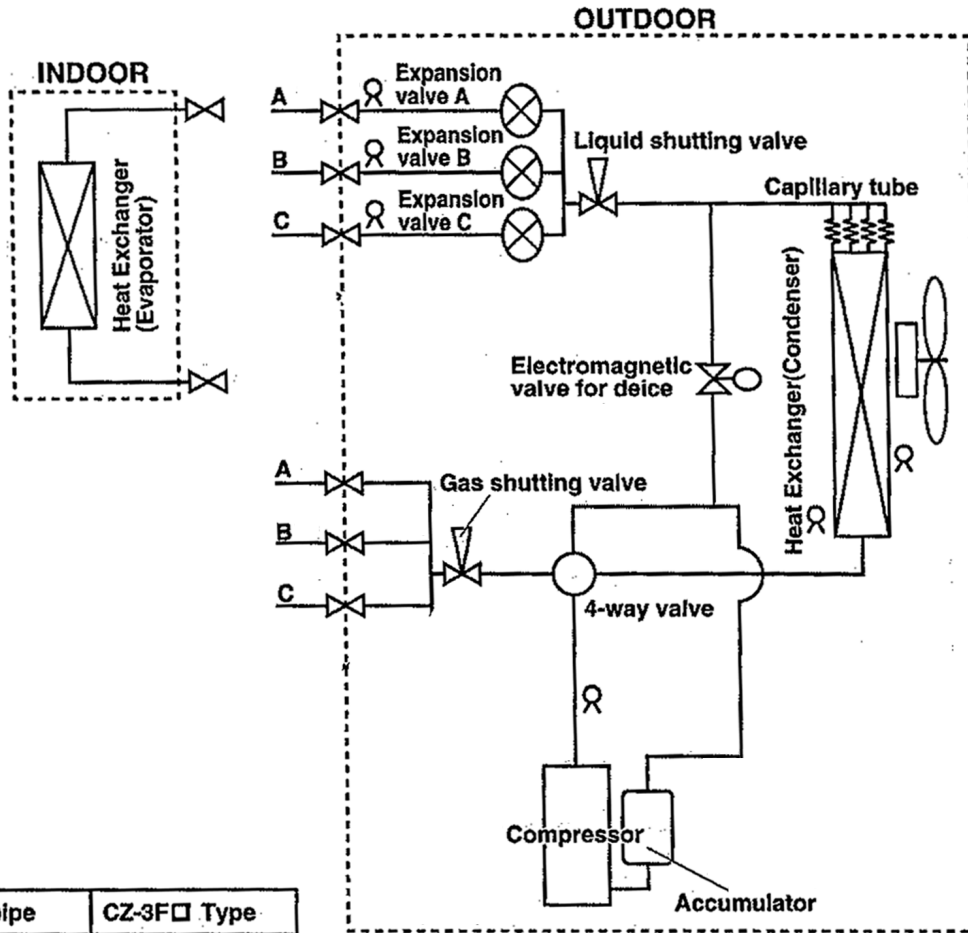 OUTDOOR
INDOOR
A
Expansion
valve A
B
Expansion
valve B
C
Expansion
valve C
Liquid shutting valve
Capillary tube
Heat Exchanger
(Evaporator)
Electromagnetic
valve for deice
Heat Exchanger(Condenser)
A
Gas shutting valve
B
C
4-way valve
Compressor
Accumulator
CZ-3F□ Type